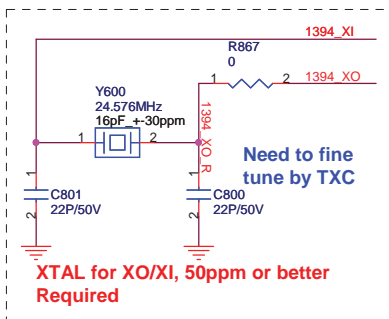 1394_XI
R867
0
1 2
1394_XO
Y600
24.576MHz
16pF_+-30ppm
1 2
1394_XO_R
Need to fine
tune by TXC
1
2
C801
22P/50V
1
2
C800
22P/50V
XTAL for XO/XI, 50ppm or better
Required